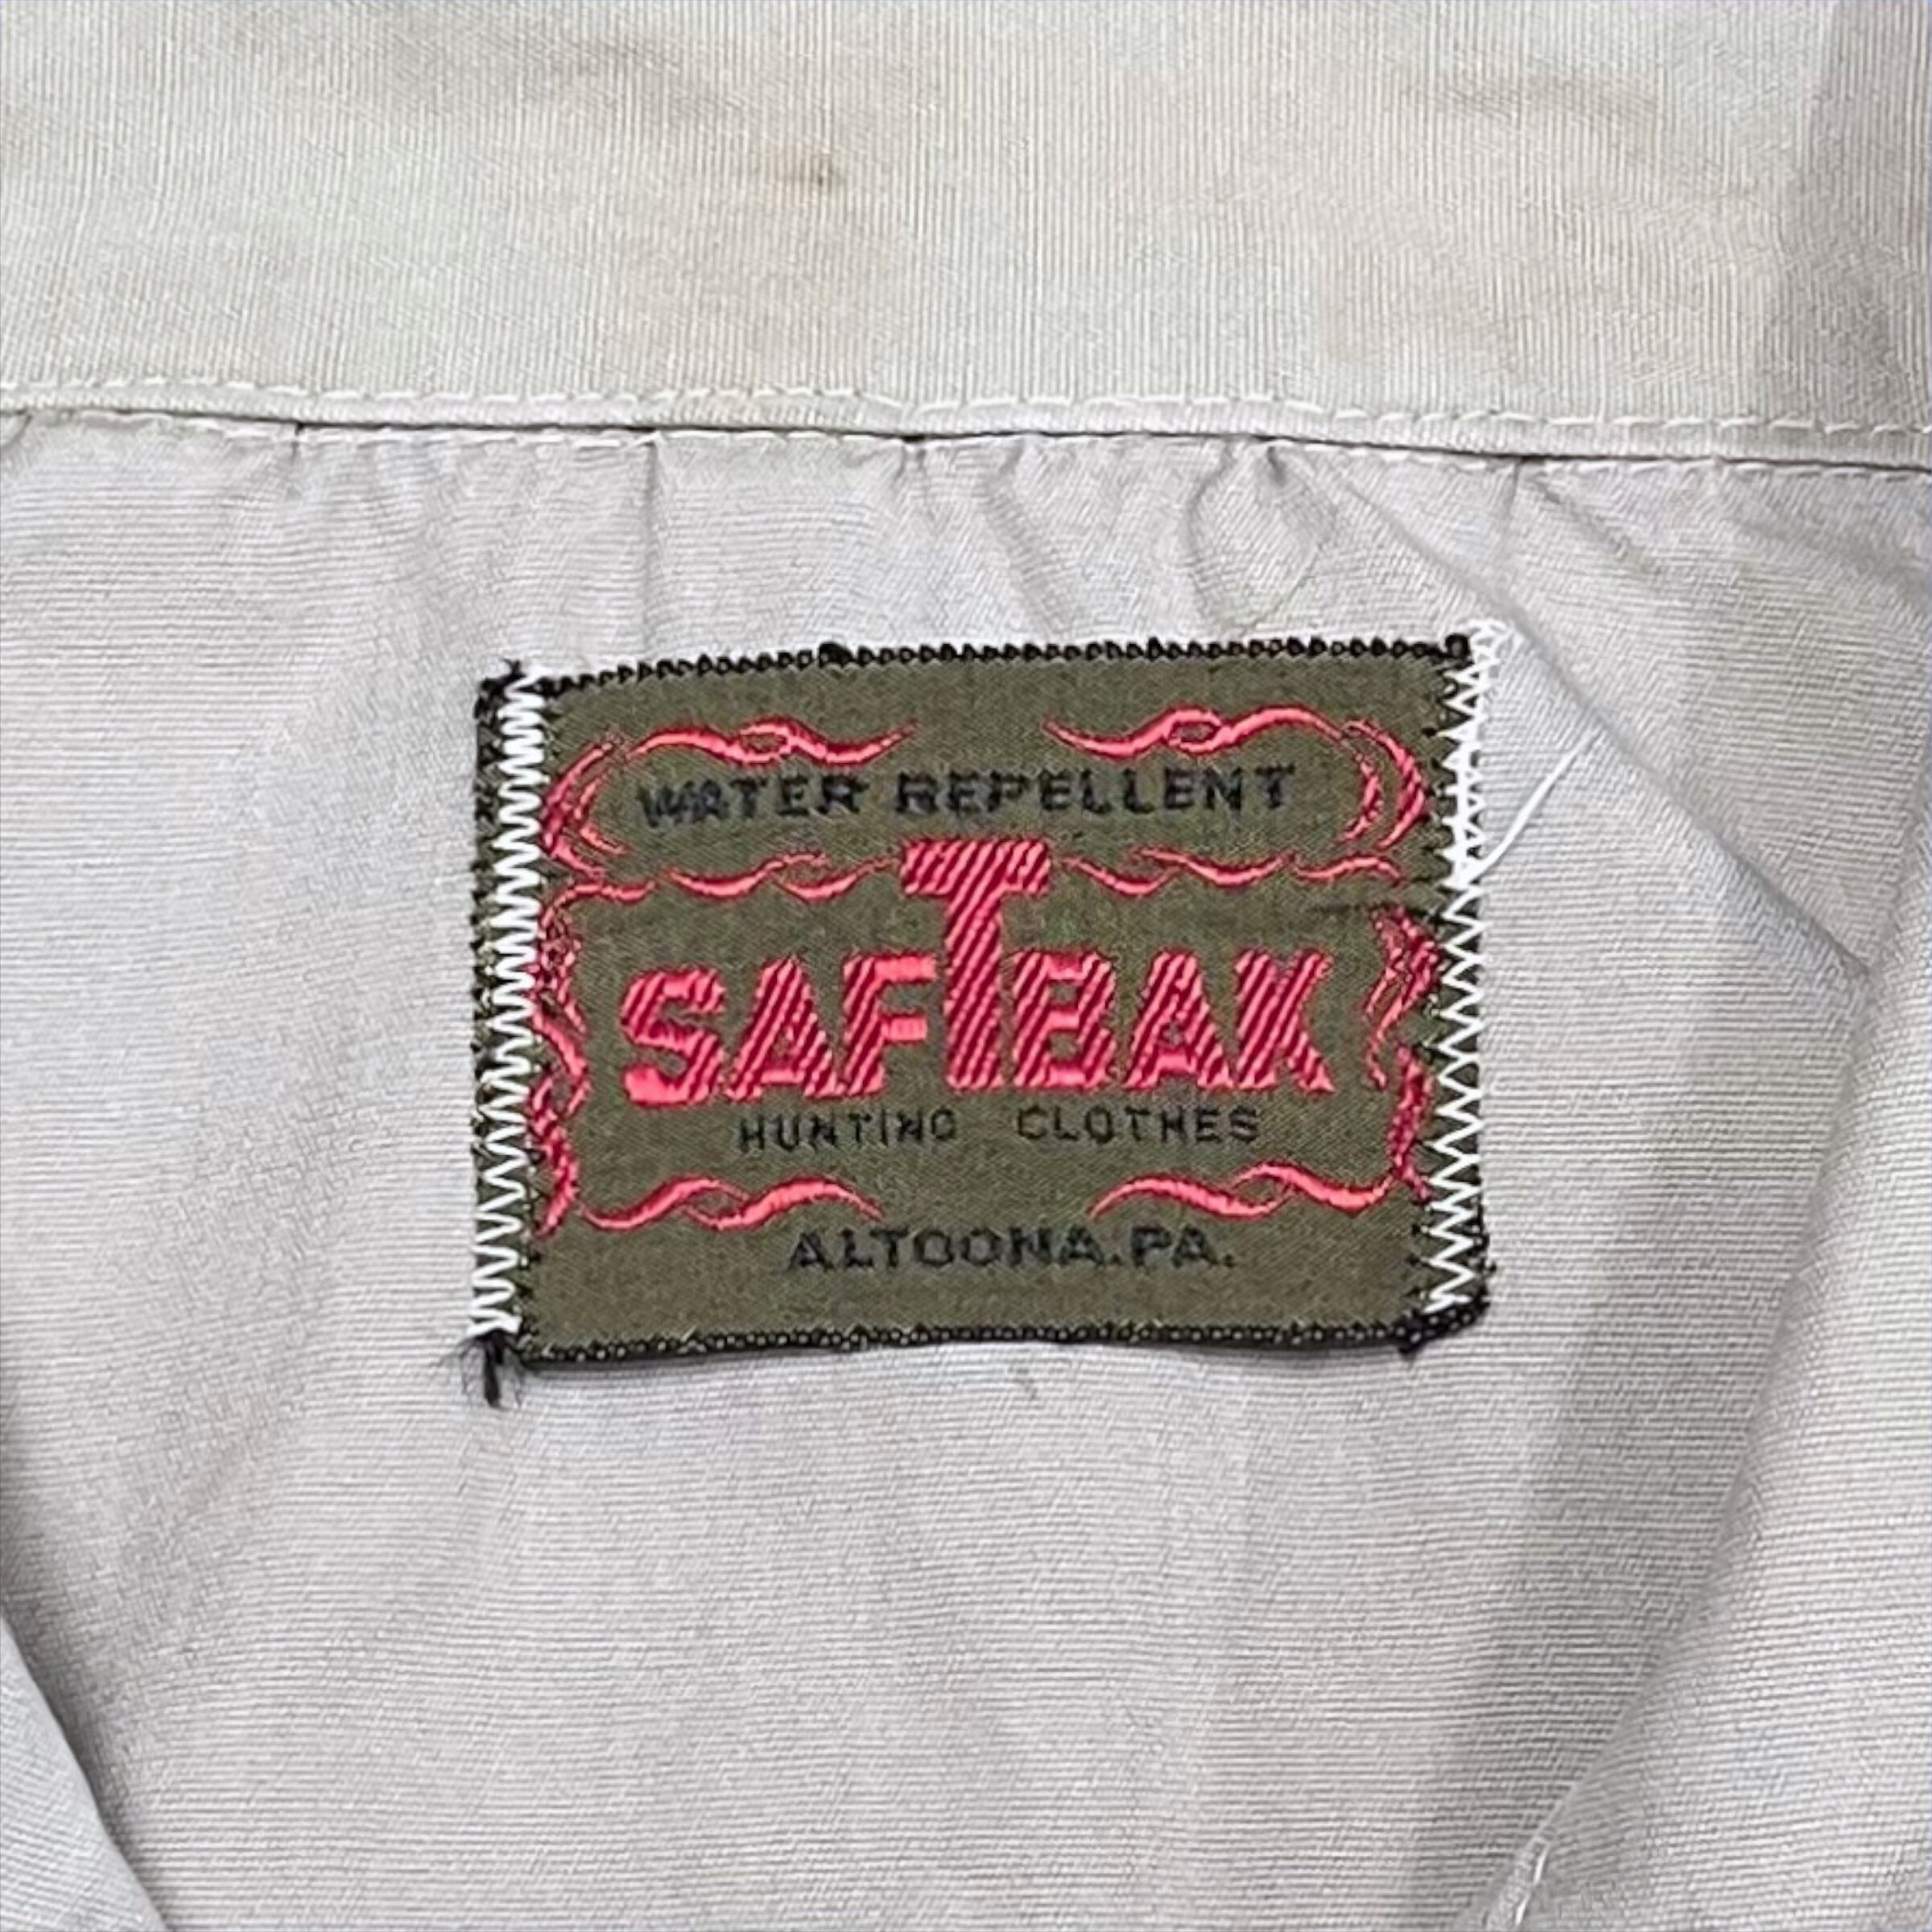 WATER REPELLENT
SAFTBAK
HUNTING CLOTHES
ALTOONA.PA.